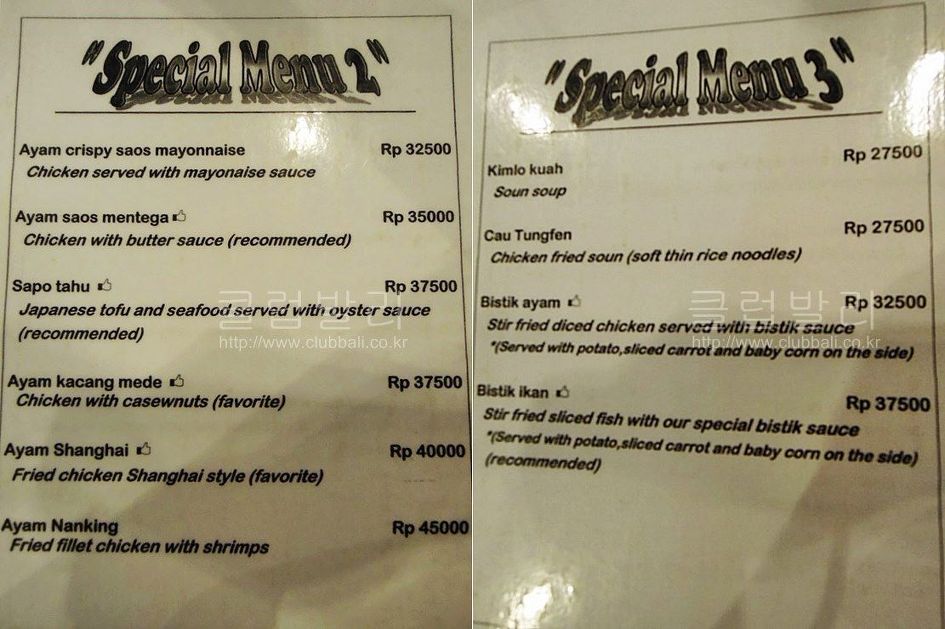 "Special Menu 2"
Ayam crispy saos mayonnaise Rp 32500
Chicken served with mayonaise sauce
Ayam saos mentega Rp 35000
Chicken with butter sauce (recommended)
Sapo tahu Rp 37500
Japanese tofu and seafood served with oyster sauce
(recommended)
Ayam kacang mede Rp 37500
Chicken with casewnuts (favorite)
Ayam Shanghai Rp 40000
Fried chicken Shanghai style (favorite)
Ayam Nanking Rp 45000
Fried fillet chicken with shrimps
클럽발리
http://www.clubbali.co.kr
"Special Menu 3"
Kimlo kuah Rp 27500
Soun soup
Cau Tungfen Rp 27500
Chicken fried soun (soft thin rice noodles)
Bistik ayam Rp 32500
Stir fried diced chicken served with bistik sauce
*(Served with potato,sliced carrot and baby corn on the side)
Bistik ikan Rp 37500
Stir fried sliced fish with our special bistik sauce
*(Served with potato,sliced carrot and baby corn on the side)
(recommended)
클럽발리
http://www.clubbali.co.kr